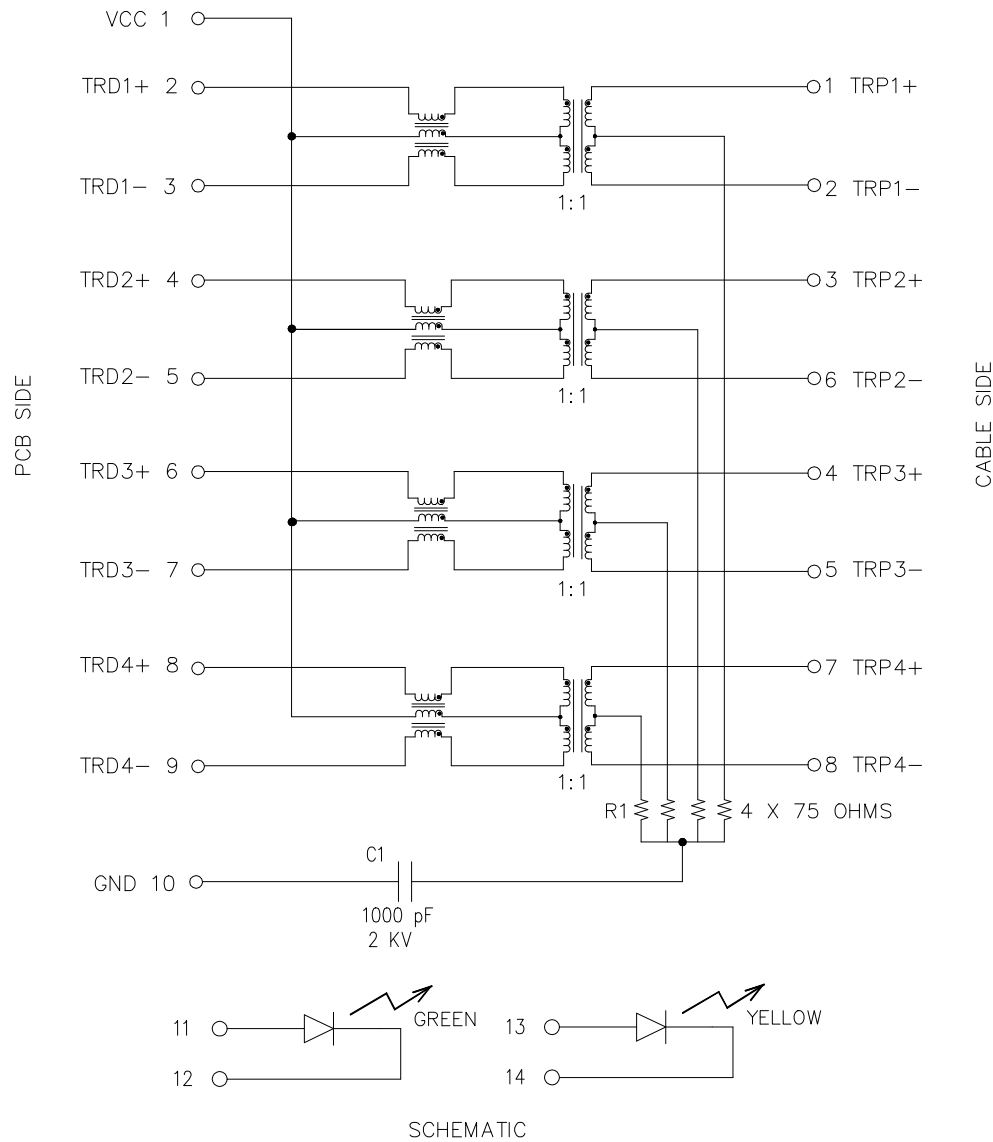 VCC 1
TRD1+ 2
1 TRP1+
TRD1- 3
2 TRP1-
1:1
TRD2+ 4
3 TRP2+
TRD2- 5
6 TRP2-
1:1
PCB SIDE
CABLE SIDE
TRD3+ 6
4 TRP3+
TRD3- 7
5 TRP3-
1:1
TRD4+ 8
7 TRP4+
TRD4- 9
8 TRP4-
1:1
R1
4 X 75 OHMS
C1
GND 10
1000 pF
2 KV
11
GREEN
12
13
YELLOW
14
SCHEMATIC